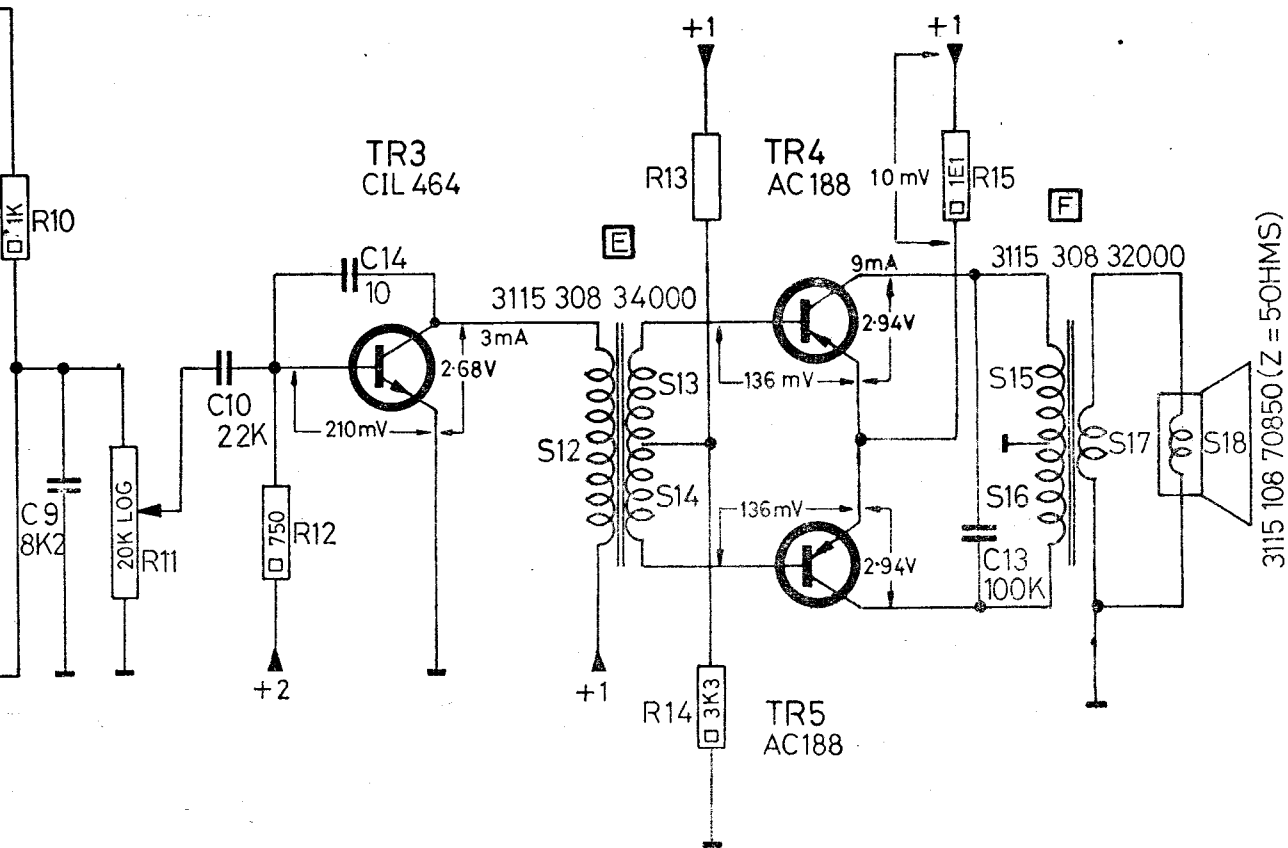 +1
+1
TR3
CIL 464
R13
TR4
AC 188
10 mV
1E1
R15
1K
R10
E
F
C14
10
3115 308 34000
9mA
3115 308 32000
3mA
2·94V
2·68V
136 mV
S13
S15
C10
22K
210mV
S12
S17
S18
S14
S16
136mV
C9
8K2
20K LOG
R11
750
R12
2·94V
C13
100K
3115 108 70850 (Z = 5OHMS)
+2
+1
R14
3K3
TR5
AC188